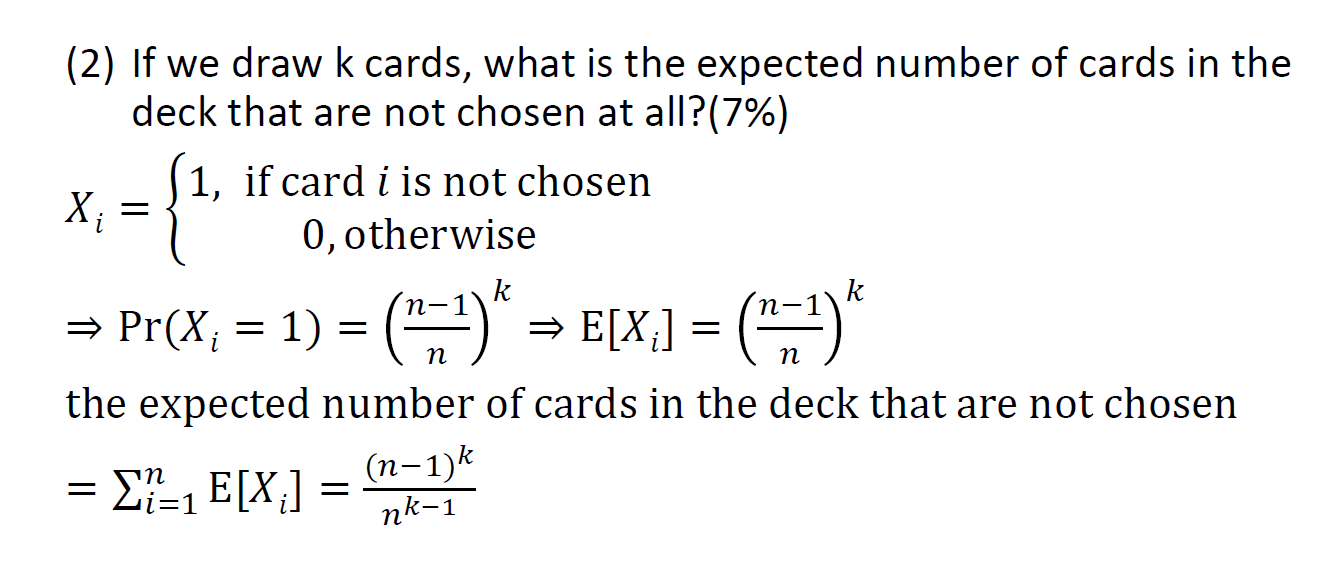 (2) If we draw k cards, what is the expected number of cards in the
deck that are not chosen at all?(7%)
X_i = {1, if card i is not chosen
0, otherwise
⇒ Pr(X_i = 1) = ((n−1)/n)^k ⇒ E[X_i] = ((n−1)/n)^k
the expected number of cards in the deck that are not chosen
= ∑_{i=1}^{n} E[X_i] = (n−1)^k / n^{k−1}